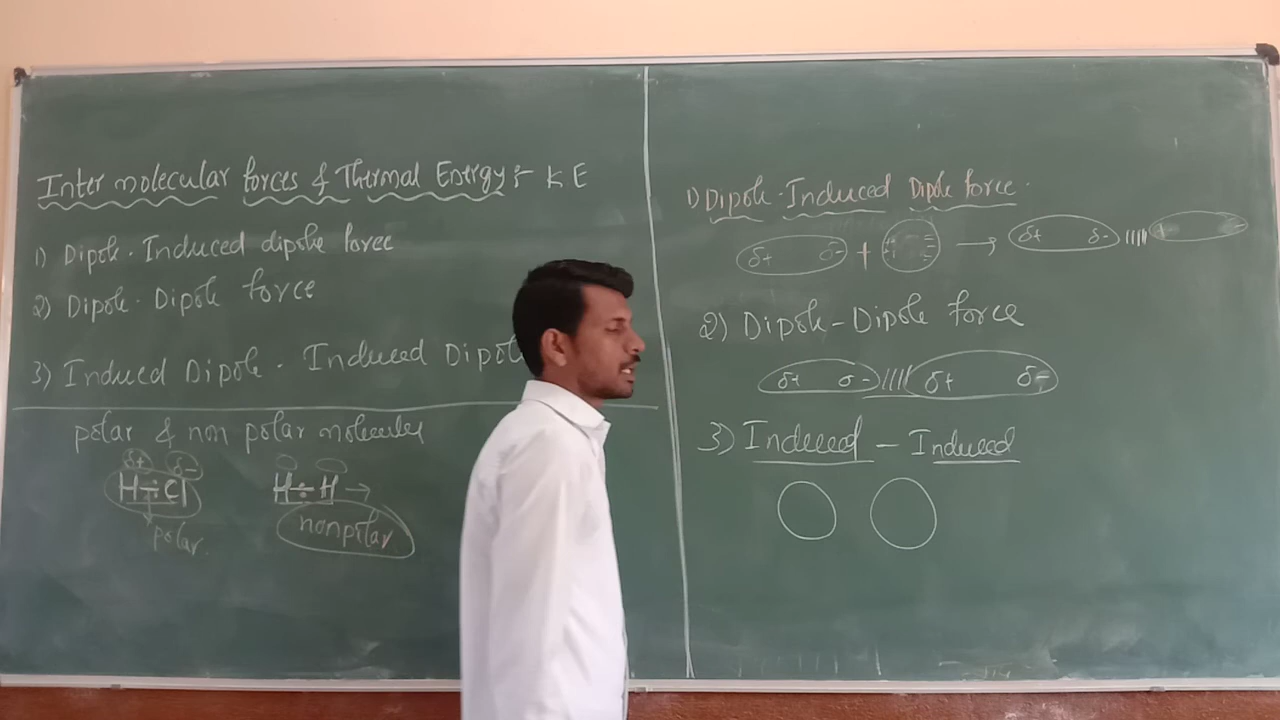 Inter molecular forces & Thermal Energy :- K E
1) Dipole · Induced dipole force
2) Dipole · Dipole force
3) Induced Dipole · Induced Dipol
polar & non polar molecules
δ+ δ-
H÷Cl
polar
H÷H →
nonpolar
1) Dipole · Induced Dipole force ·
δ+ δ- + → δ+ δ- + -
2) Dipole - Dipole force
δ+ δ- δ+ δ-
3) Induced - Induced